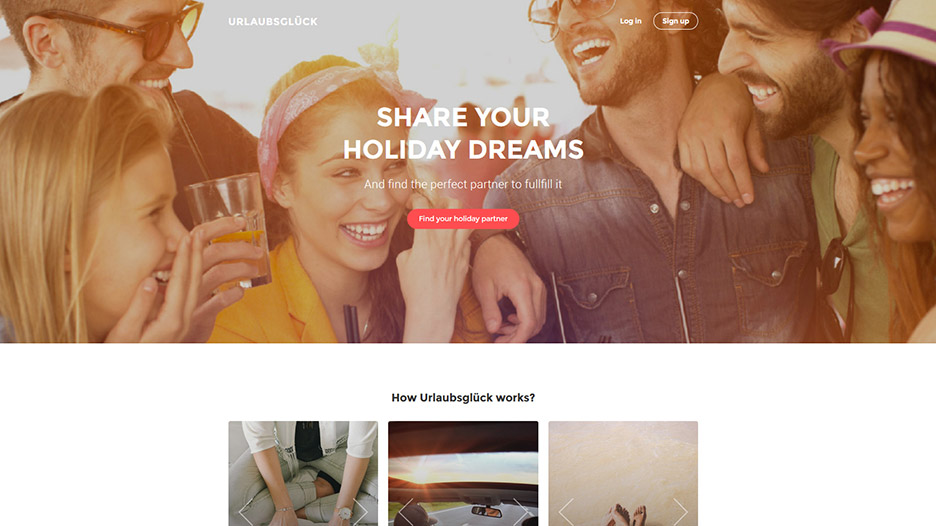 URLAUBSGLÜCK
Log in
Sign up
SHARE YOUR
HOLIDAY DREAMS
And find the perfect partner to fullfill it
Find your holiday partner
How Urlaubsglück works?